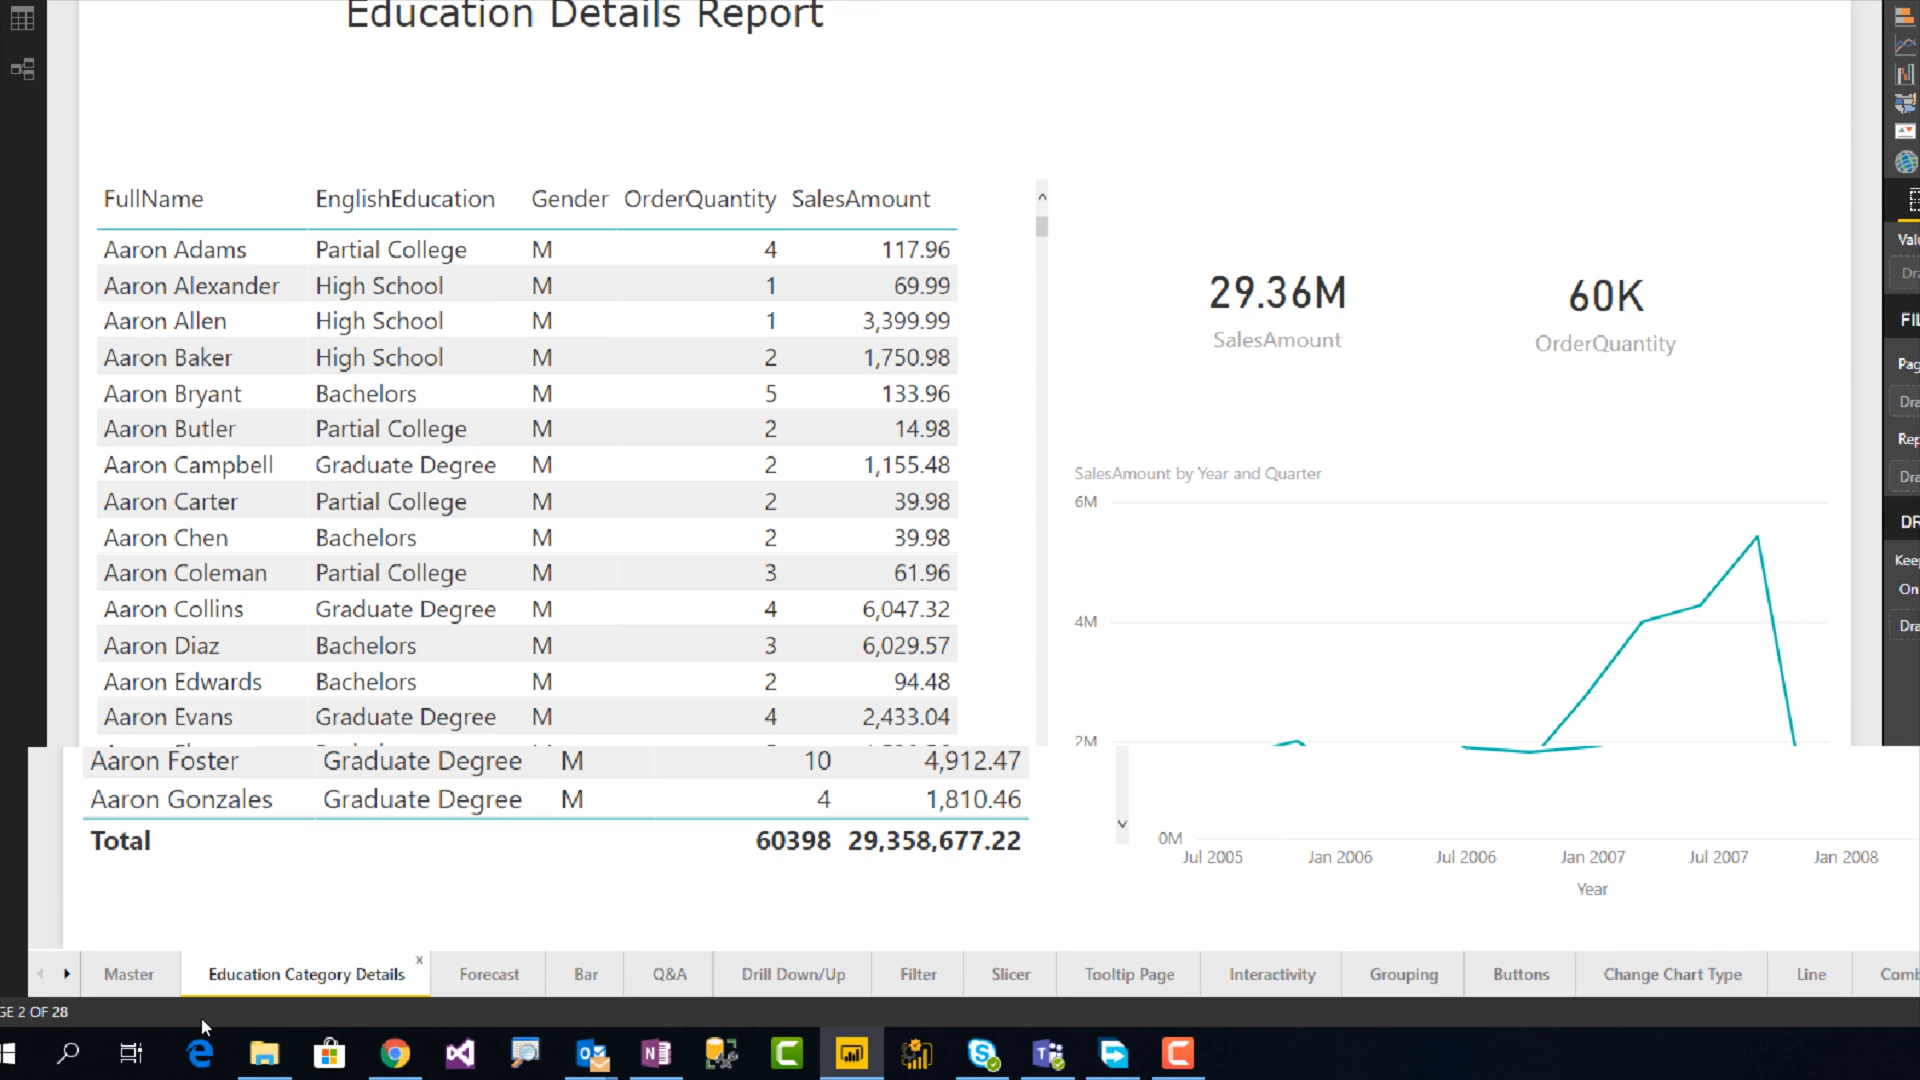 Education Details Report
FullName EnglishEducation Gender OrderQuantity SalesAmount
Aaron Adams Partial College M 4 117.96
Aaron Alexander High School M 1 69.99
Aaron Allen High School M 1 3,399.99
Aaron Baker High School M 2 1,750.98
Aaron Bryant Bachelors M 5 133.96
Aaron Butler Partial College M 2 14.98
Aaron Campbell Graduate Degree M 2 1,155.48
Aaron Carter Partial College M 2 39.98
Aaron Chen Bachelors M 2 39.98
Aaron Coleman Partial College M 3 61.96
Aaron Collins Graduate Degree M 4 6,047.32
Aaron Diaz Bachelors M 3 6,029.57
Aaron Edwards Bachelors M 2 94.48
Aaron Evans Graduate Degree M 4 2,433.04
Aaron Foster Graduate Degree M 10 4,912.47
Aaron Gonzales Graduate Degree M 4 1,810.46
Total 60398 29,358,677.22
29.36M
SalesAmount
60K
OrderQuantity
SalesAmount by Year and Quarter
6M
4M
2M
0M
Jul 2005 Jan 2006 Jul 2006 Jan 2007 Jul 2007 Jan 2008
Year
Master Education Category Details x Forecast Bar Q&A Drill Down/Up Filter Slicer Tooltip Page Interactivity Grouping Buttons Change Chart Type Line
2 OF 28